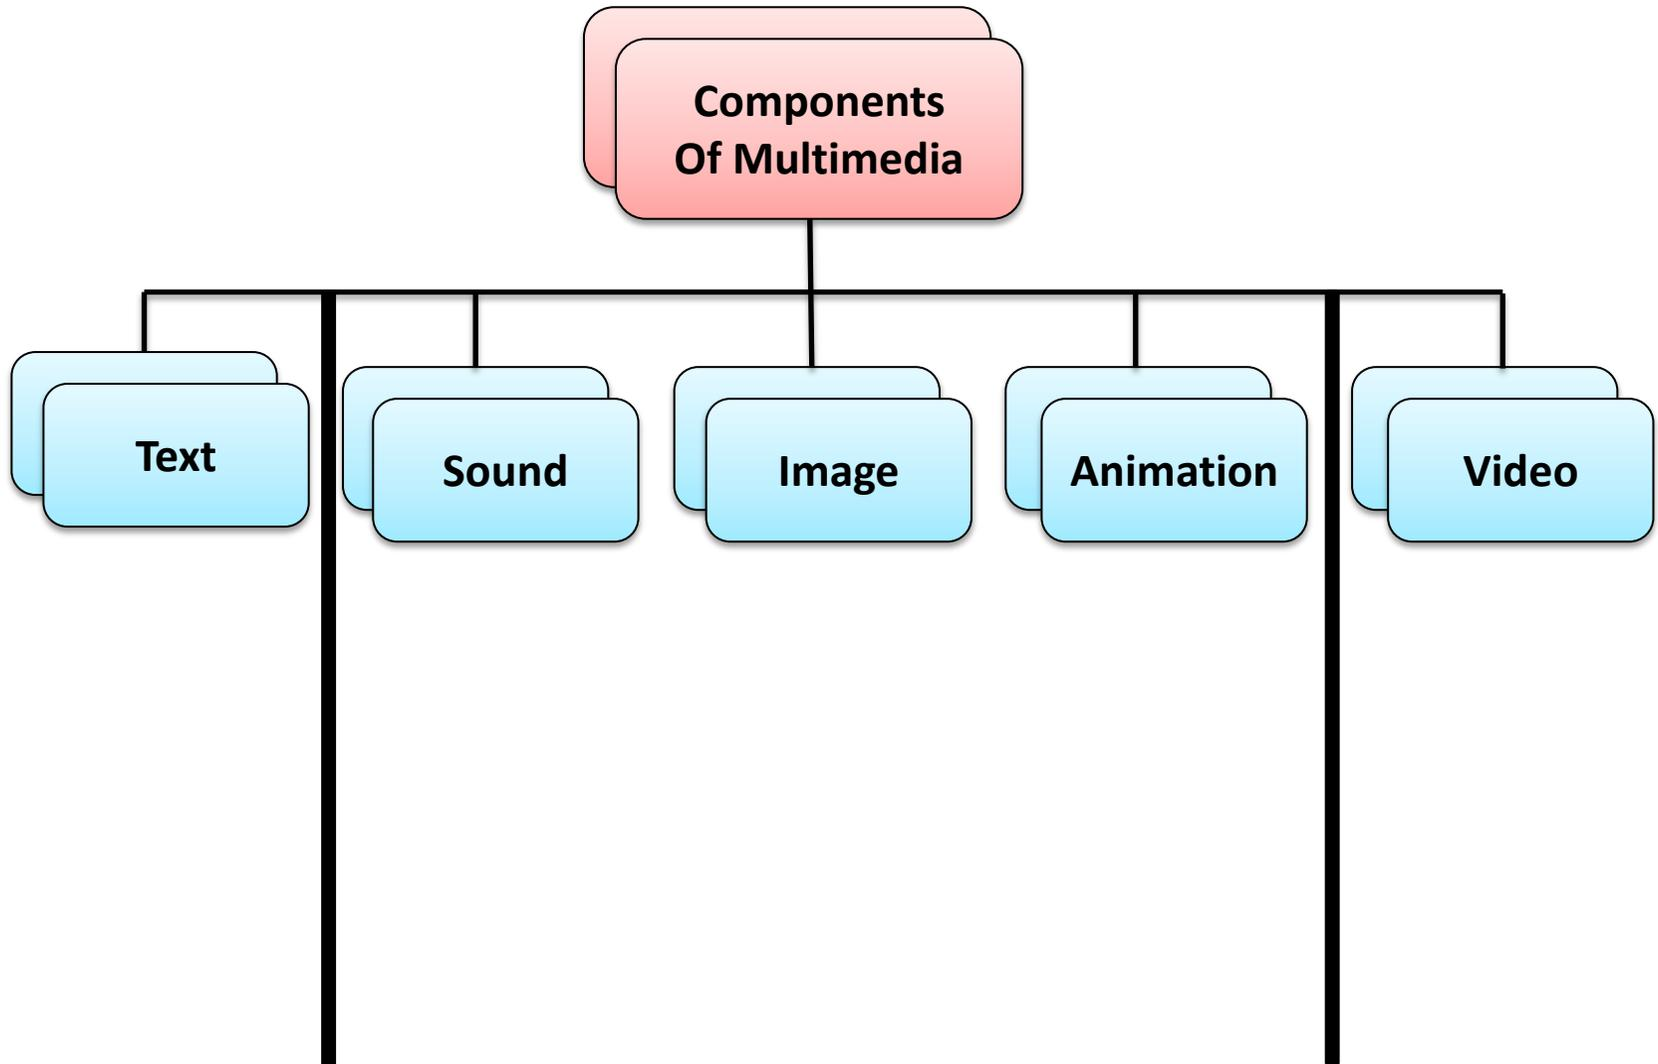 Components
Of Multimedia
Text
Sound
Image
Animation
Video